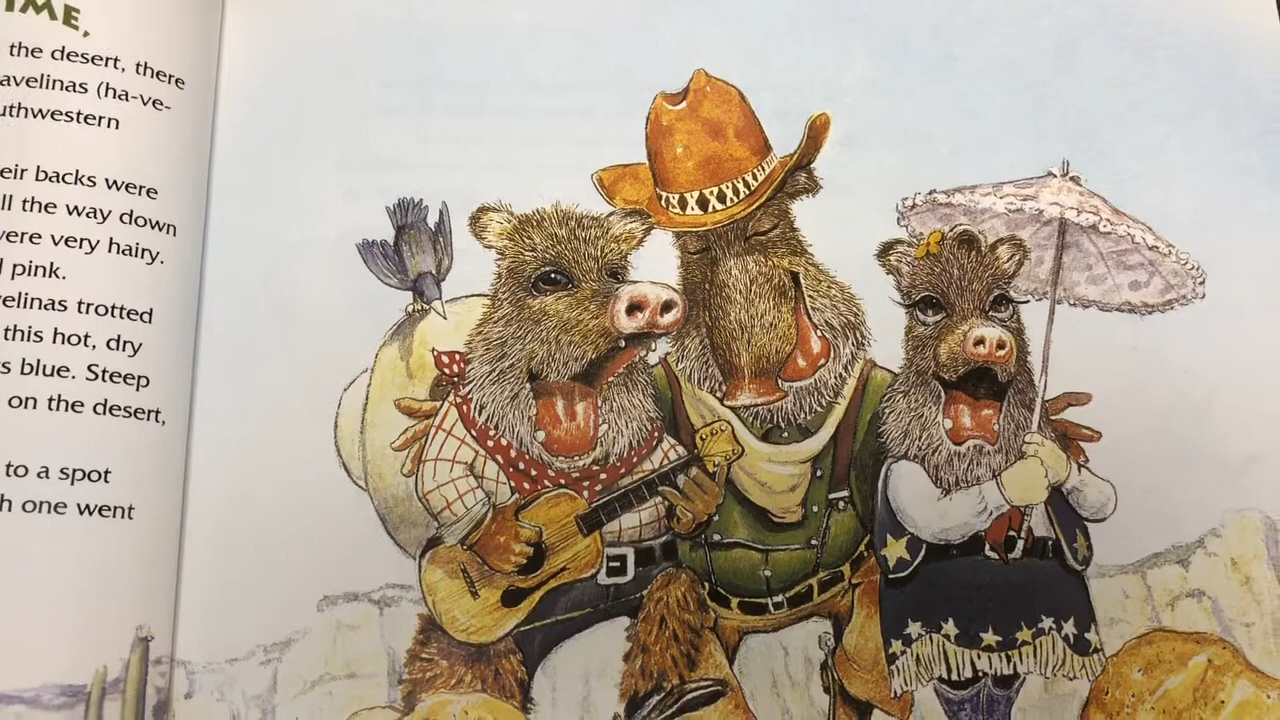 IME,
the desert, there
avelinas (ha-ve-
uthwestern
eir backs were
ll the way down
vere very hairy.
l pink.
velinas trotted
this hot, dry
s blue. Steep
on the desert,
to a spot
h one went